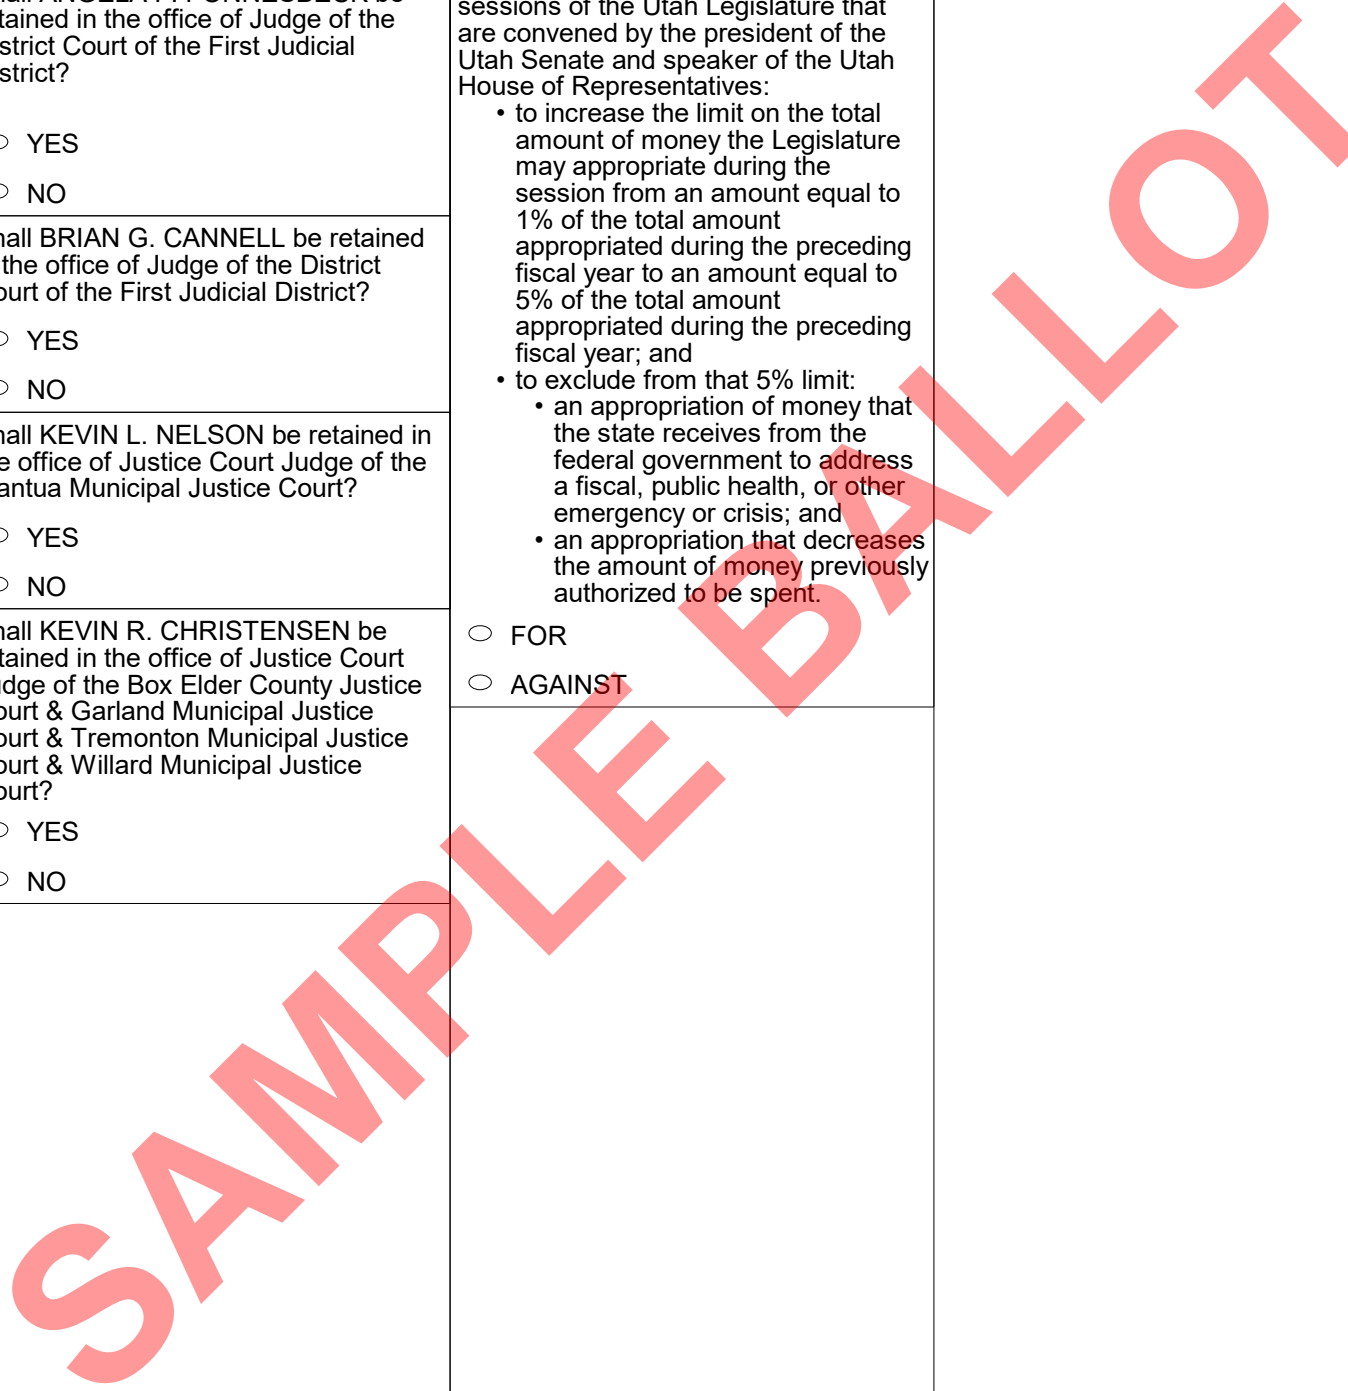 tained in the office of Judge of the
strict Court of the First Judicial
strict?
YES
NO
hall BRIAN G. CANNELL be retained
the office of Judge of the District
ourt of the First Judicial District?
YES
NO
hall KEVIN L. NELSON be retained in
e office of Justice Court Judge of the
antua Municipal Justice Court?
YES
NO
hall KEVIN R. CHRISTENSEN be
tained in the office of Justice Court
udge of the Box Elder County Justice
ourt & Garland Municipal Justice
ourt & Tremonton Municipal Justice
ourt & Willard Municipal Justice
ourt?
YES
NO
sessions of the Utah Legislature that
are convened by the president of the
Utah Senate and speaker of the Utah
House of Representatives:
• to increase the limit on the total
amount of money the Legislature
may appropriate during the
session from an amount equal to
1% of the total amount
appropriated during the preceding
fiscal year to an amount equal to
5% of the total amount
appropriated during the preceding
fiscal year; and
• to exclude from that 5% limit:
• an appropriation of money that
the state receives from the
federal government to address
a fiscal, public health, or other
emergency or crisis; and
• an appropriation that decreases
the amount of money previously
authorized to be spent.
FOR
AGAINST
SAMPLE BALLOT